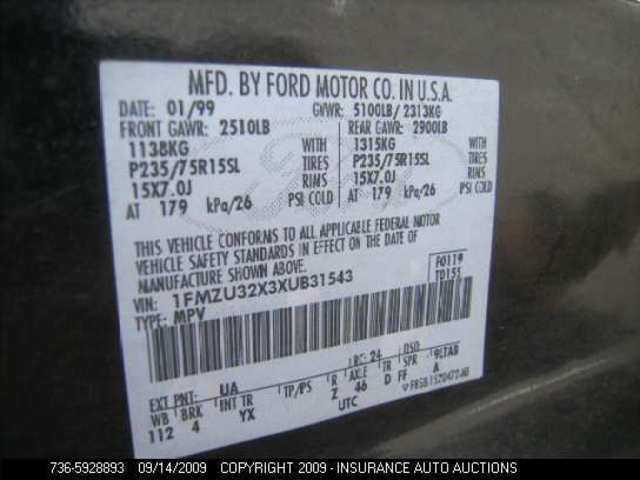 MFD. BY FORD MOTOR CO. IN U.S.A.
DATE: 01/99 GVWR: 5100LB/ 2313KG
FRONT GAWR: 2510LB REAR GAWR: 2900LB
1138KG WITH 1315KG WITH
P235/75R15SL TIRES P235/75R15SL TIRES
15X7.0J RIMS 15X7.0J RIMS
AT 179 kPa/26 PSI COLD AT 179 kPa/26 PSI COLD
THIS VEHICLE CONFORMS TO ALL APPLICABLE FEDERAL MOTOR
VEHICLE SAFETY STANDARDS IN EFFECT ON THE DATE OF
MANUFACTURE SHOWN ABOVE.
F0119
VIN: 1FMZU32X3XUB31543
T0155
TYPE: MPV
RC: 24 DSO:
EXT PNT: UA
WB BRK INT TR TP/PS R AXLE TR SPR
112 4 YX Z 46 D FF A
UTC
736-5928893 09/14/2009 COPYRIGHT 2009 - INSURANCE AUTO AUCTIONS